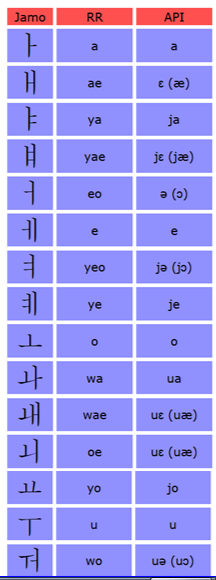 Jamo RR API
ㅏ a a
ㅐ ae ɛ (æ)
ㅑ ya ja
ㅒ yae jɛ (jæ)
ㅓ eo ə (ɔ)
ㅔ e e
ㅕ yeo jə (jɔ)
ㅖ ye je
ㅗ o o
ㅘ wa ua
ㅙ wae uɛ (uæ)
ㅚ oe uɛ (uæ)
ㅛ yo jo
ㅜ u u
ㅝ wo uə (uɔ)